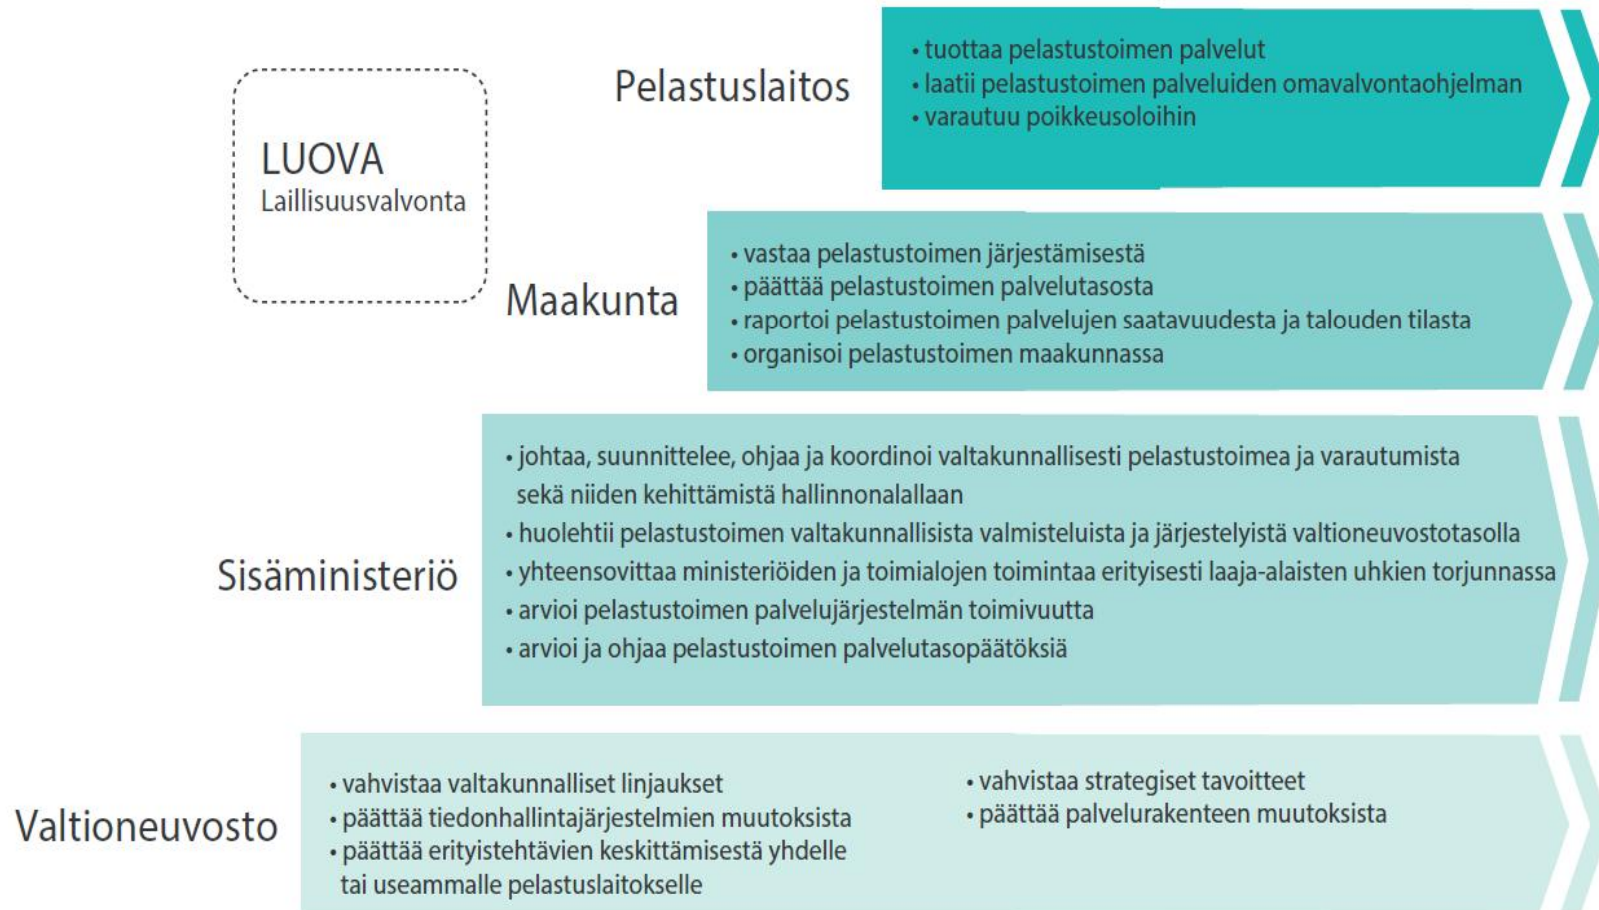 Pelastuslaitos
• tuottaa pelastustoimen palvelut
• laatii pelastustoimen palveluiden omavalvontaohjelman
• varautuu poikkeusoloihin
LUOVA
Laillisuusvalvonta
Maakunta
• vastaa pelastustoimen järjestämisestä
• päättää pelastustoimen palvelutasosta
• raportoi pelastustoimen palvelujen saatavuudesta ja talouden tilasta
• organisoi pelastustoimen maakunnassa
Sisäministeriö
• johtaa, suunnittelee, ohjaa ja koordinoi valtakunnallisesti pelastustoimea ja varautumista
sekä niiden kehittämistä hallinnonalallaan
• huolehtii pelastustoimen valtakunnallisista valmisteluista ja järjestelyistä valtioneuvostotasolla
• yhteensovittaa ministeriöiden ja toimialojen toimintaa erityisesti laaja-alaisten uhkien torjunnassa
• arvioi pelastustoimen palvelujärjestelmän toimivuutta
• arvioi ja ohjaa pelastustoimen palvelutasopäätöksiä
Valtioneuvosto
• vahvistaa valtakunnalliset linjaukset
• päättää tiedonhallintajärjestelmien muutoksista
• päättää erityistehtävien keskittämisestä yhdelle
tai useammalle pelastuslaitokselle
• vahvistaa strategiset tavoitteet
• päättää palvelurakenteen muutoksista